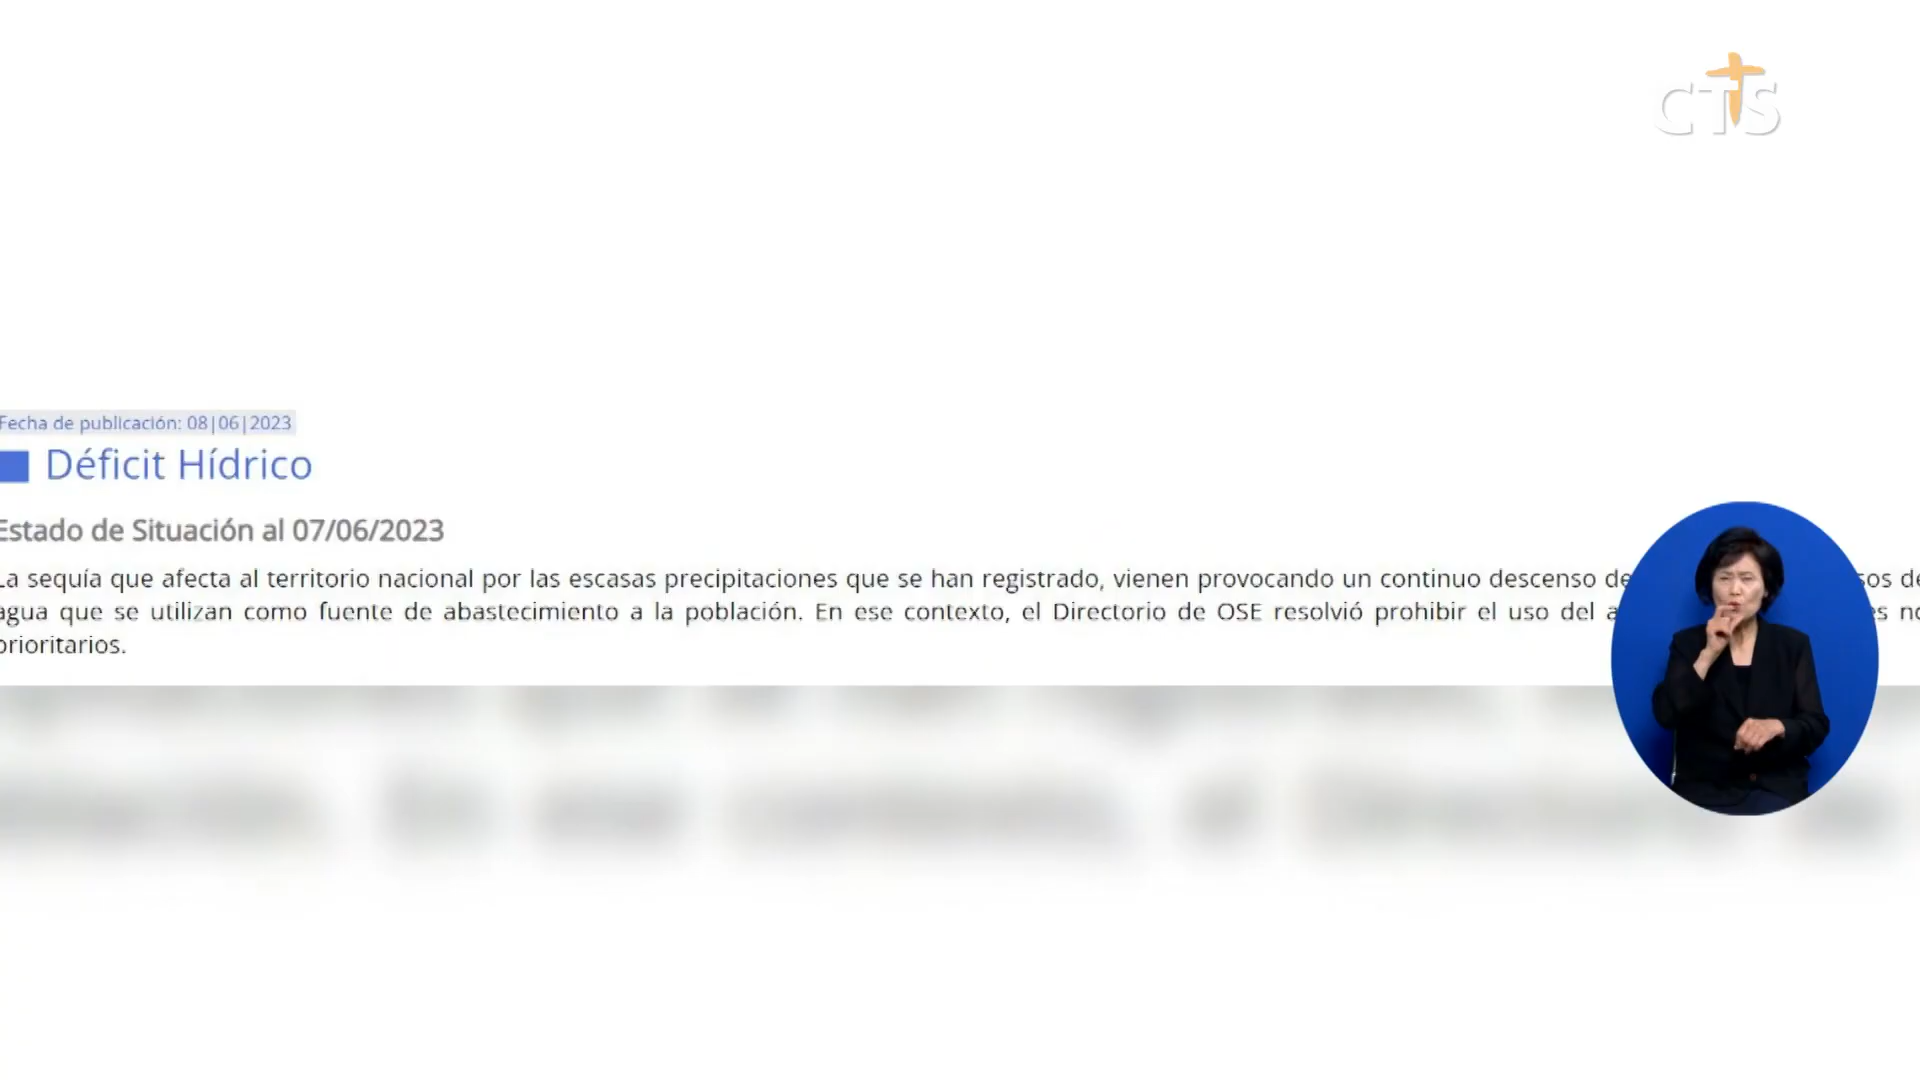 CTS
Fecha de publicación: 08|06|2023
Déficit Hídrico
Estado de Situación al 07/06/2023
La sequía que afecta al territorio nacional por las escasas precipitaciones que se han registrado, vienen provocando un continuo descenso de
agua que se utilizan como fuente de abastecimiento a la población. En ese contexto, el Directorio de OSE resolvió prohibir el uso del
prioritarios.